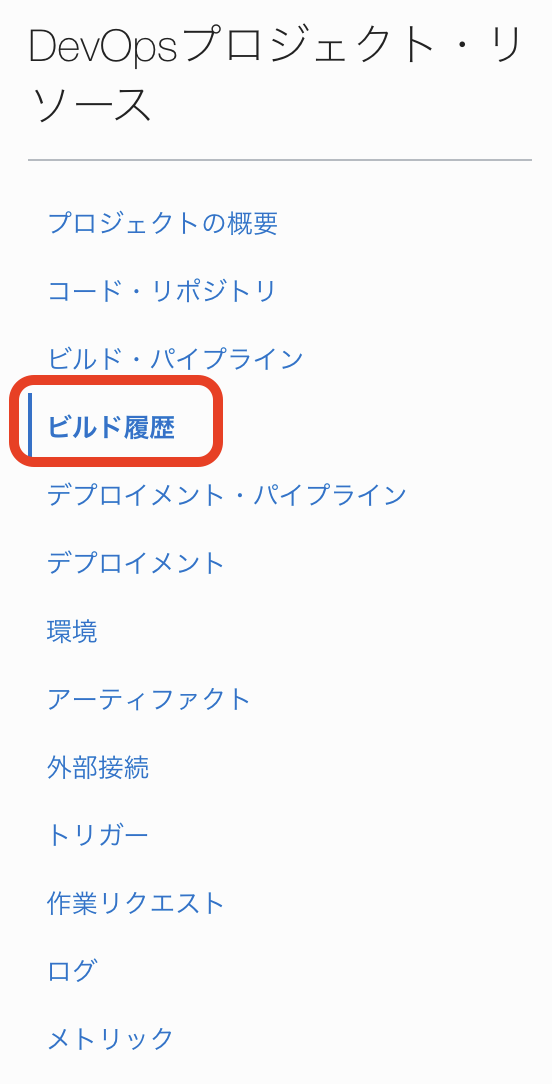 DevOpsプロジェクト・リ
ソース
プロジェクトの概要
コード・リポジトリ
ビルド・パイプライン
ビルド履歴
デプロイメント・パイプライン
デプロイメント
環境
アーティファクト
外部接続
トリガー
作業リクエスト
ログ
メトリック